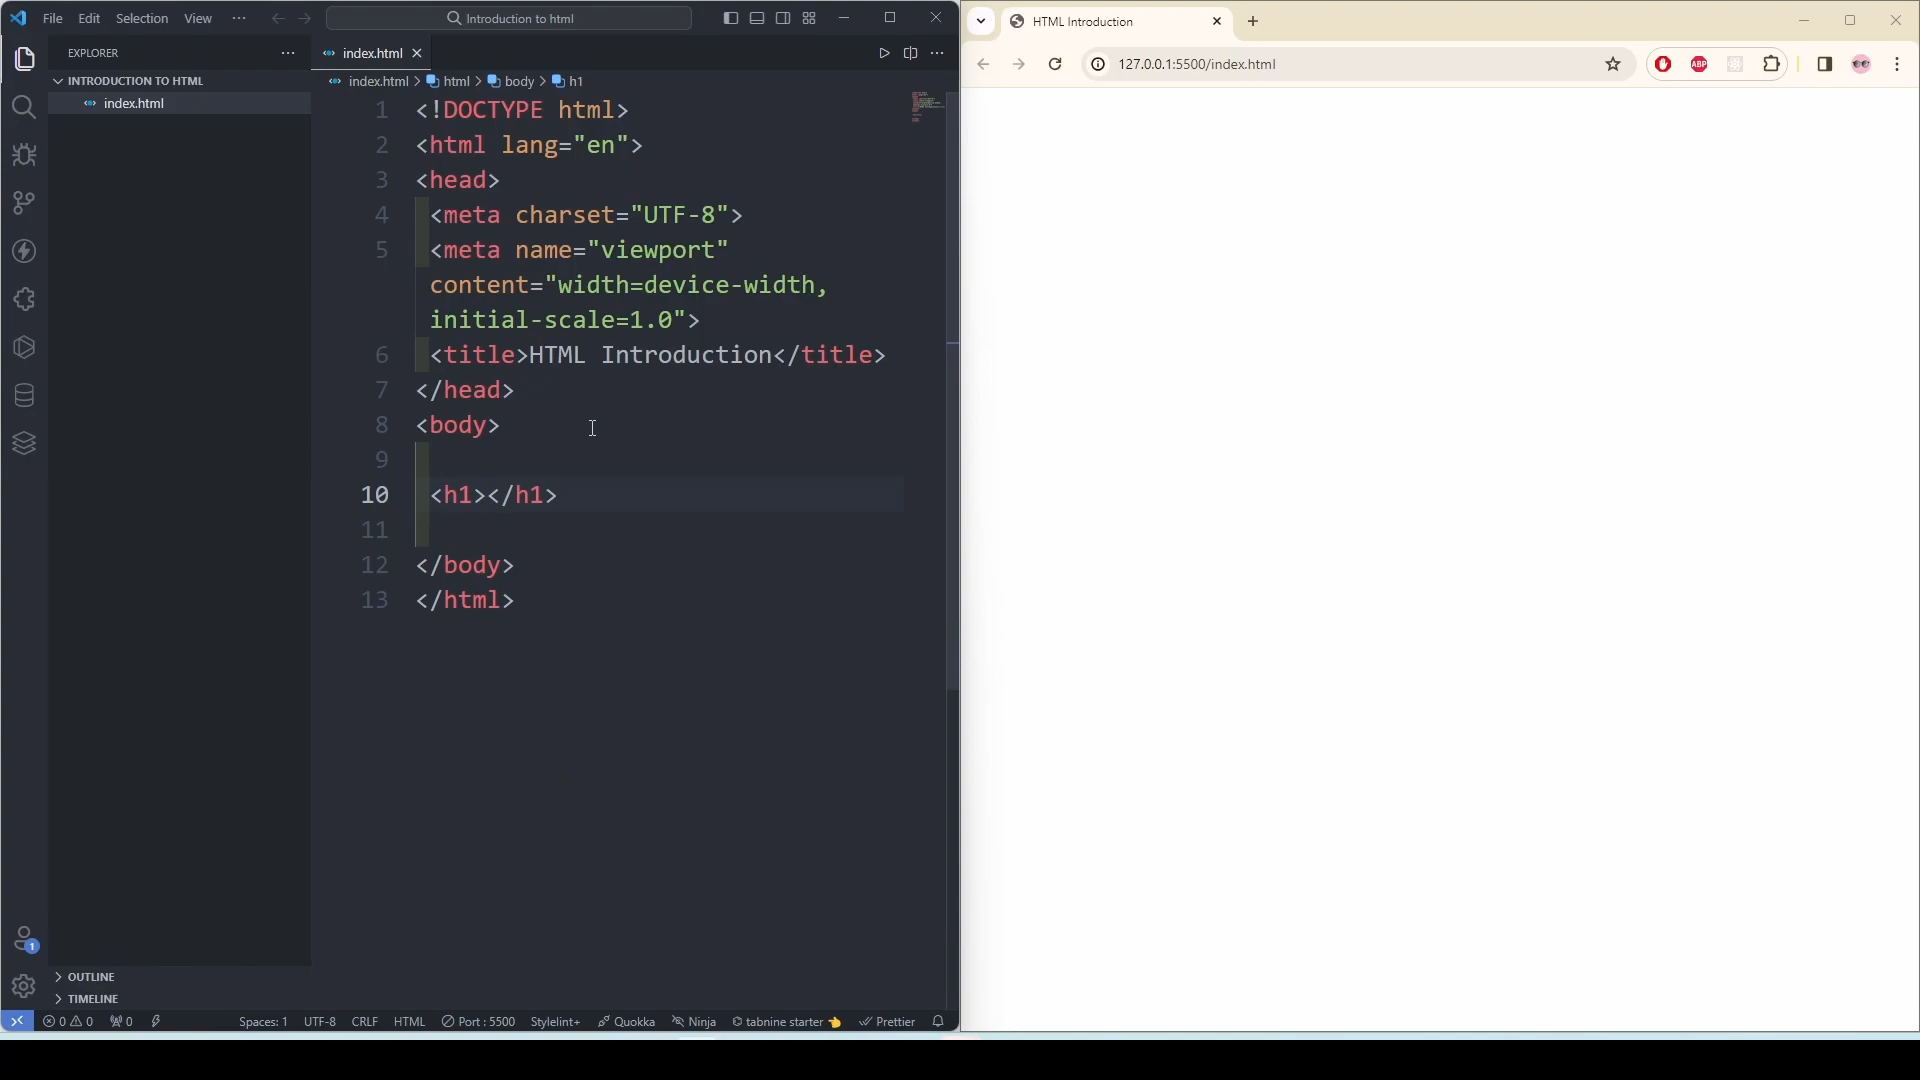 File Edit Selection View ··· Introduction to html
EXPLORER ···
INTRODUCTION TO HTML
index.html
index.html
index.html > html > body > h1
1 <!DOCTYPE html>
2 <html lang="en">
3 <head>
4 <meta charset="UTF-8">
5 <meta name="viewport"
content="width=device-width,
initial-scale=1.0">
6 <title>HTML Introduction</title>
7 </head>
8 <body>
9
10 <h1></h1>
11
12 </body>
13 </html>
1
OUTLINE
TIMELINE
0 0 0 Spaces: 1 UTF-8 CRLF HTML Port : 5500 Stylelint+ Quokka Ninja tabnine starter 👈 Prettier
HTML Introduction
127.0.0.1:5500/index.html ABP